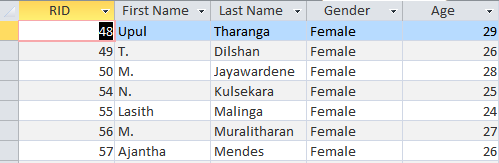 RID First Name Last Name Gender Age
48 Upul Tharanga Female 29
49 T. Dilshan Female 26
50 M. Jayawardene Female 28
54 N. Kulsekara Female 25
55 Lasith Malinga Female 24
56 M. Muralitharan Female 27
57 Ajantha Mendes Female 26